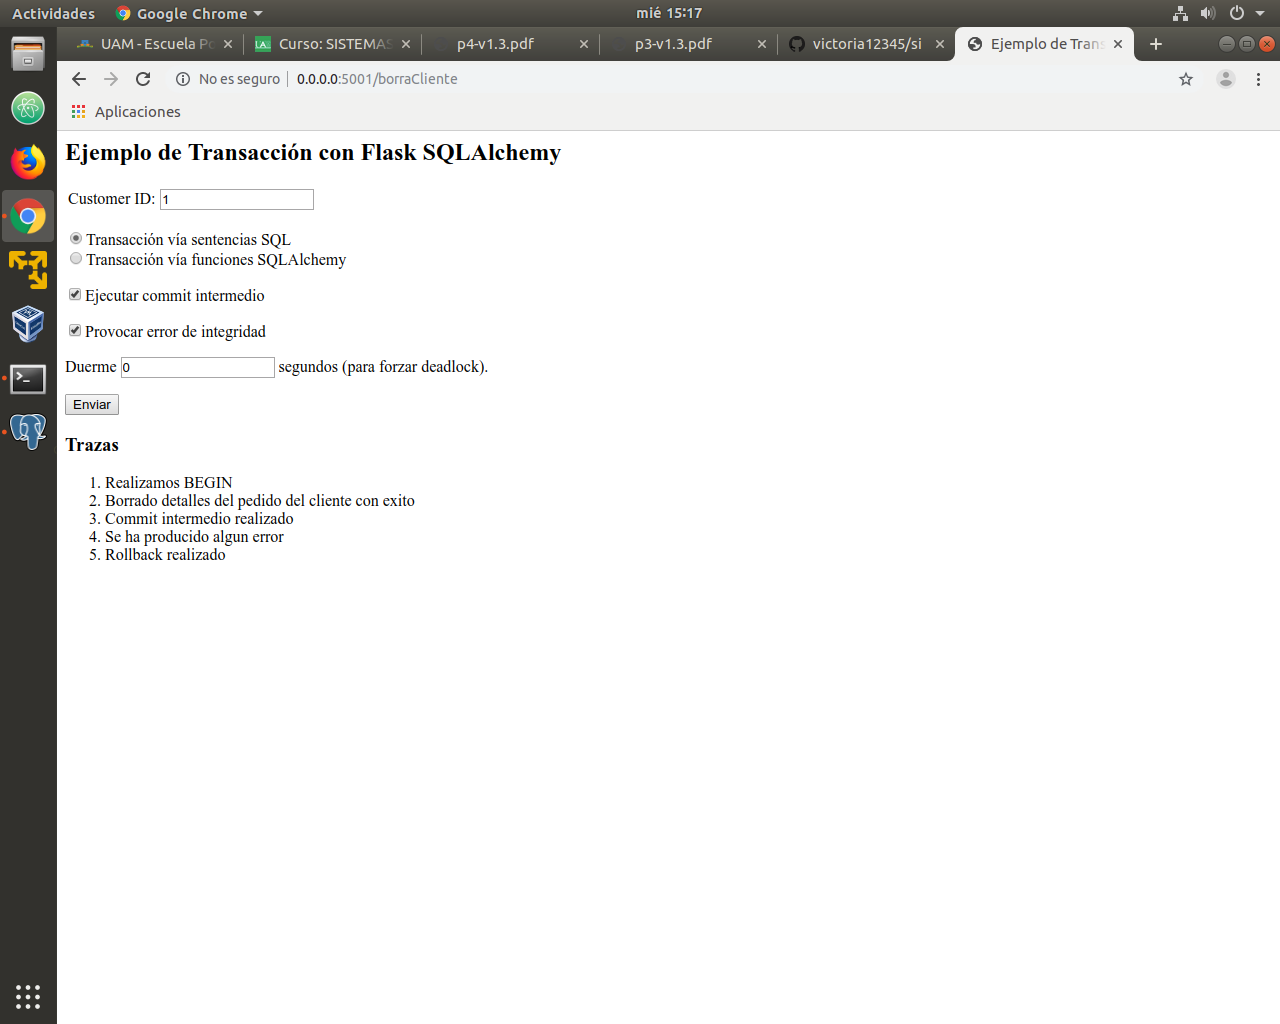 Actividades Google Chrome mié 15:17
UAM - Escuela Po Curso: SISTEMAS p4-v1.3.pdf p3-v1.3.pdf victoria12345/si Ejemplo de Trans
No es seguro 0.0.0.0:5001/borraCliente
Aplicaciones
Ejemplo de Transacción con Flask SQLAlchemy
Customer ID: 1
Transacción vía sentencias SQL
Transacción vía funciones SQLAlchemy
Ejecutar commit intermedio
Provocar error de integridad
Duerme 0 segundos (para forzar deadlock).
Enviar
Trazas
1. Realizamos BEGIN
2. Borrado detalles del pedido del cliente con exito
3. Commit intermedio realizado
4. Se ha producido algun error
5. Rollback realizado